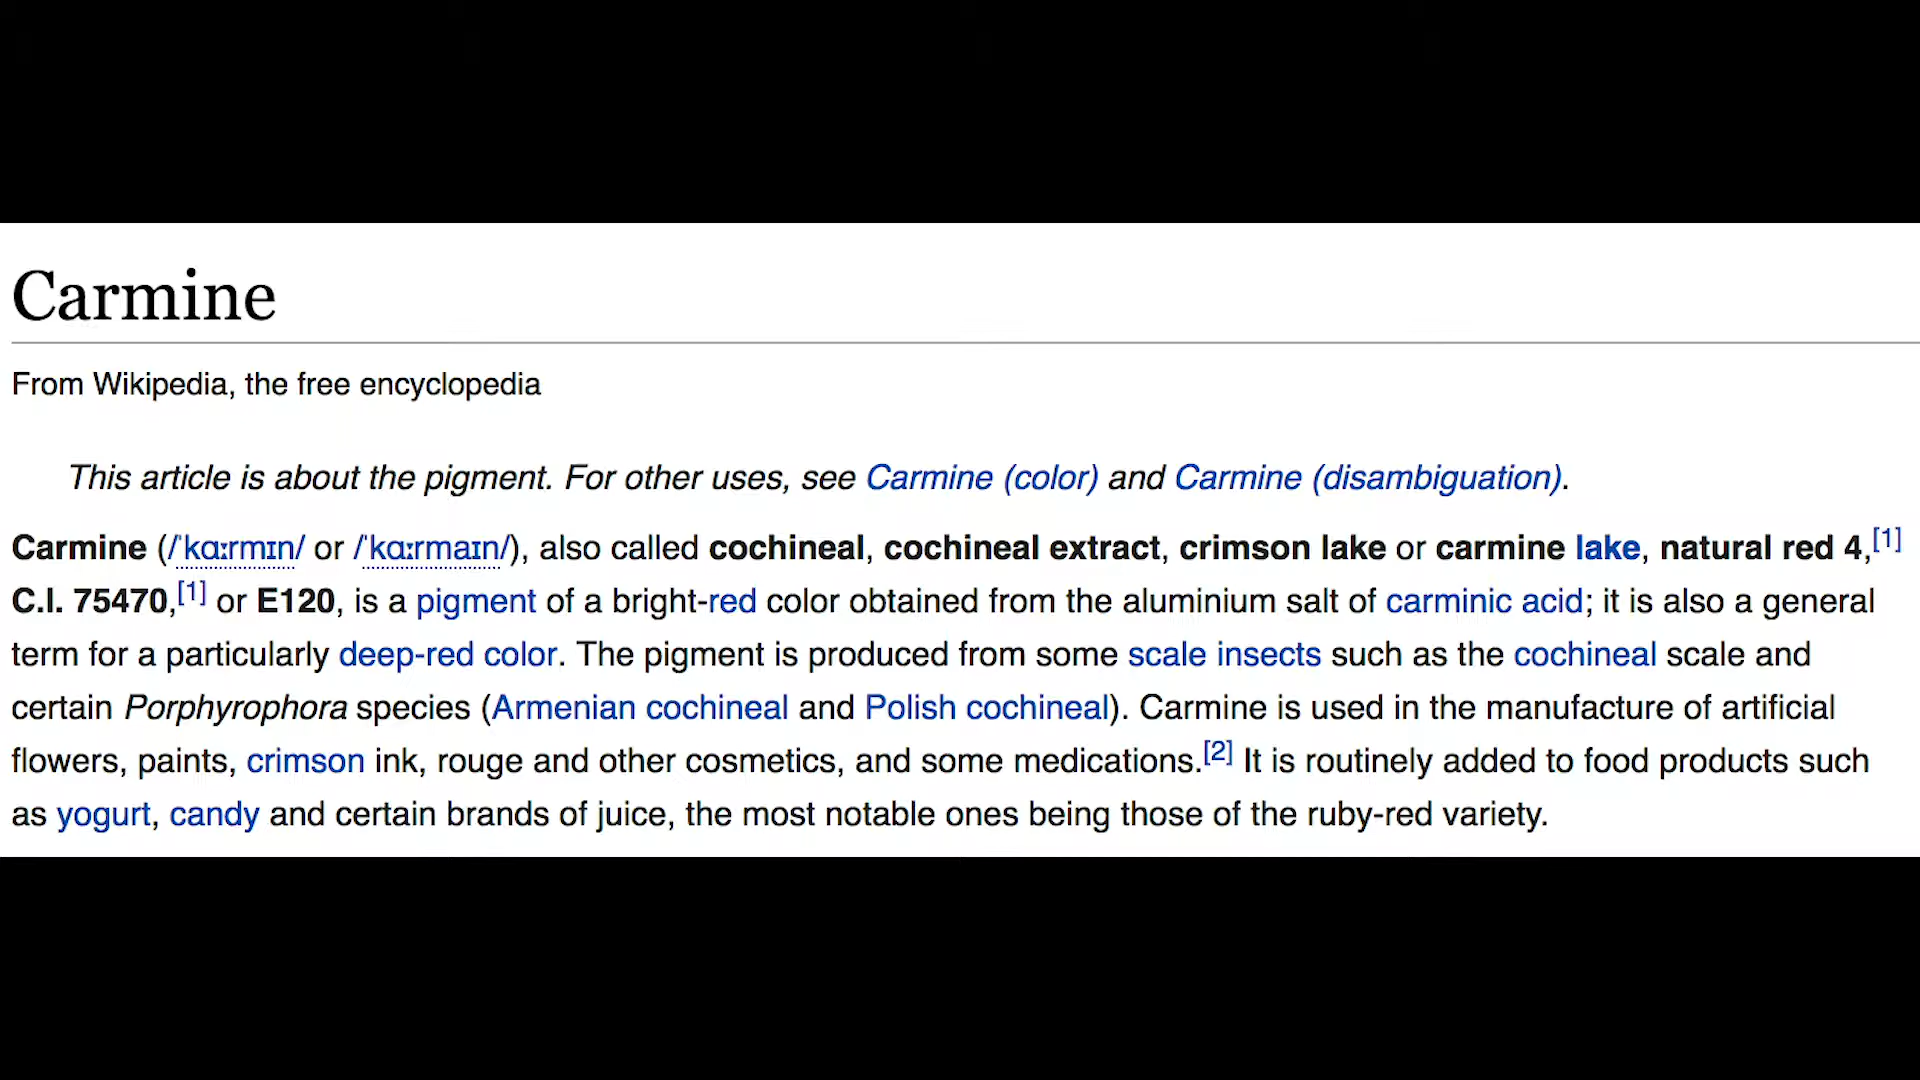 Carmine
From Wikipedia, the free encyclopedia
This article is about the pigment. For other uses, see Carmine (color) and Carmine (disambiguation).
Carmine (/ˈkɑːrmɪn/ or /ˈkɑːrmaɪn/), also called cochineal, cochineal extract, crimson lake or carmine lake, natural red 4,[1]
C.I. 75470,[1] or E120, is a pigment of a bright-red color obtained from the aluminium salt of carminic acid; it is also a general
term for a particularly deep-red color. The pigment is produced from some scale insects such as the cochineal scale and
certain Porphyrophora species (Armenian cochineal and Polish cochineal). Carmine is used in the manufacture of artificial
flowers, paints, crimson ink, rouge and other cosmetics, and some medications.[2] It is routinely added to food products such
as yogurt, candy and certain brands of juice, the most notable ones being those of the ruby-red variety.